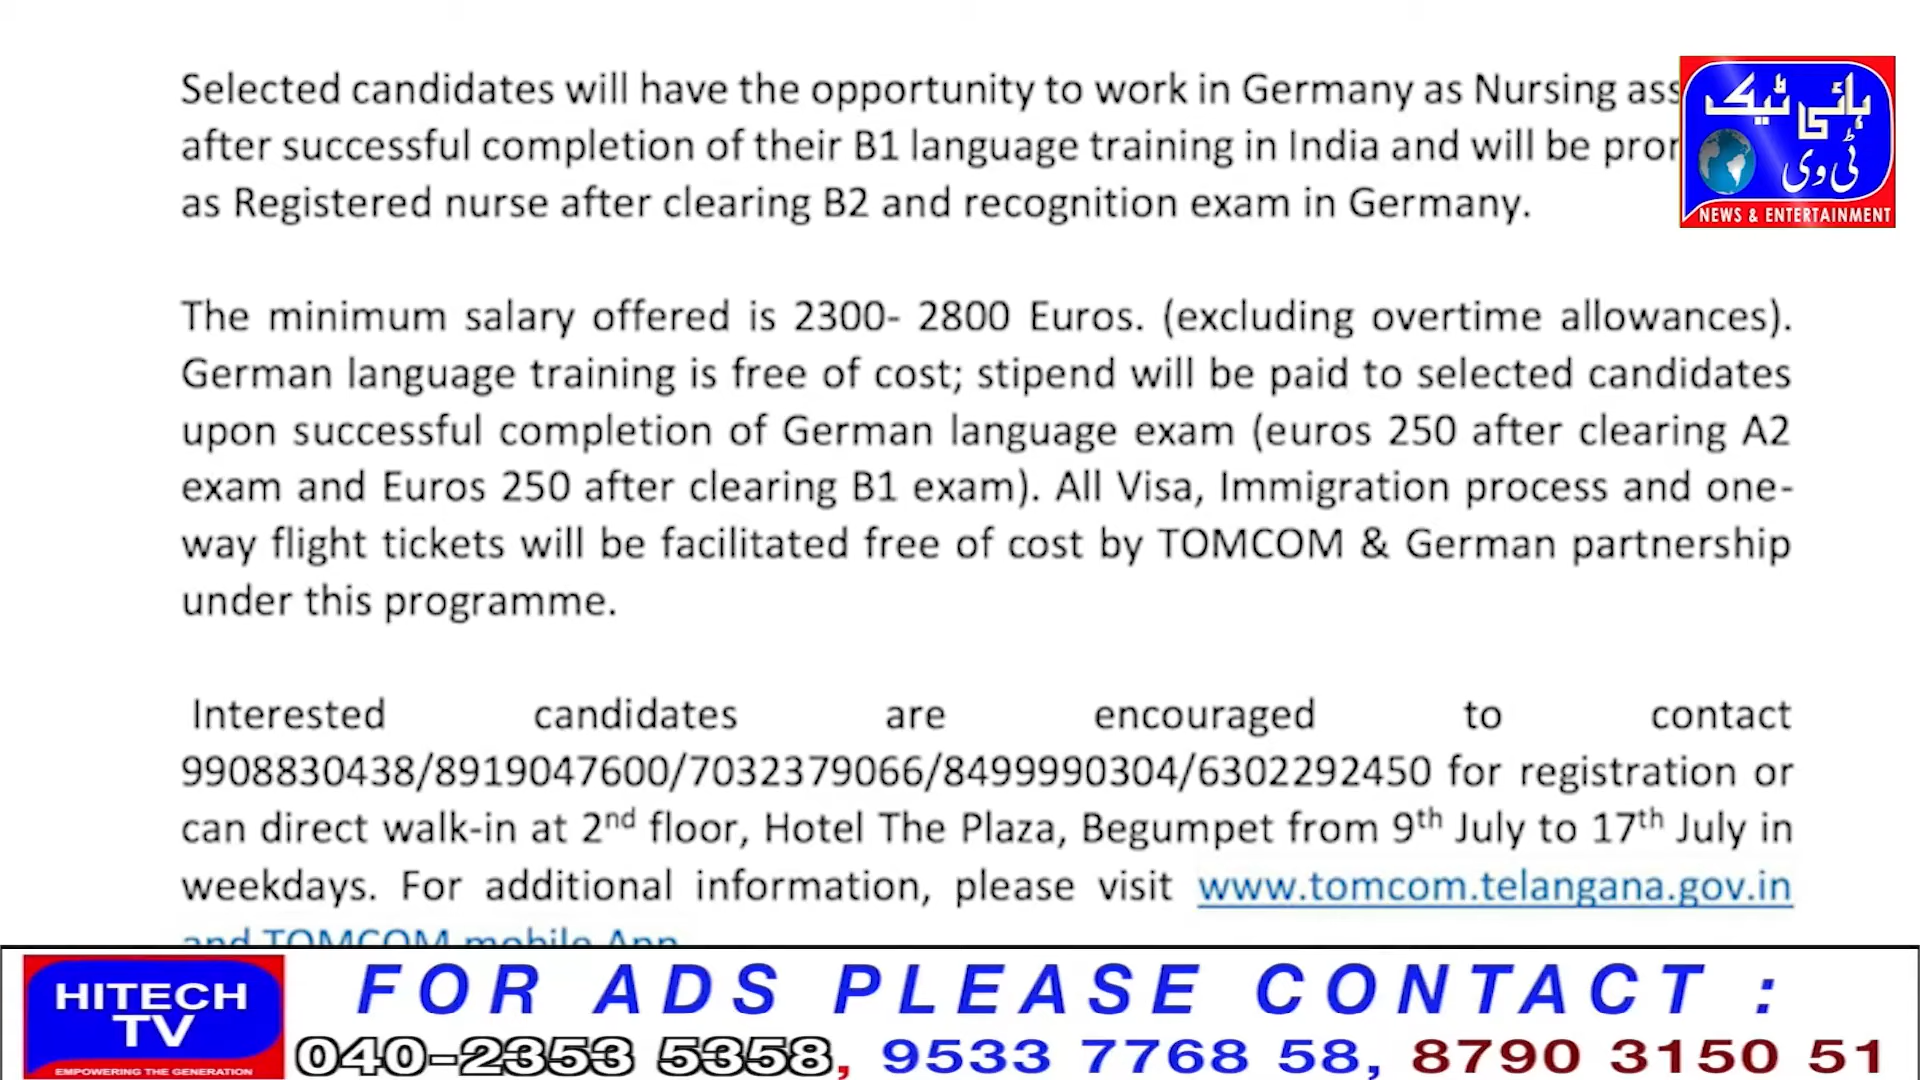 Selected candidates will have the opportunity to work in Germany as Nursing
after successful completion of their B1 language training in India and will be
as Registered nurse after clearing B2 and recognition exam in Germany.
The minimum salary offered is 2300- 2800 Euros. (excluding overtime allowances).
German language training is free of cost; stipend will be paid to selected candidates
upon successful completion of German language exam (euros 250 after clearing A2
exam and Euros 250 after clearing B1 exam). All Visa, Immigration process and one-
way flight tickets will be facilitated free of cost by TOMCOM & German partnership
under this programme.
Interested candidates are encouraged to contact
9908830438/8919047600/7032379066/8499990304/6302292450 for registration or
can direct walk-in at 2nd floor, Hotel The Plaza, Begumpet from 9th July to 17th July in
weekdays. For additional information, please visit www.tomcom.telangana.gov.in
and TOMCOM mobile App
ہائی ٹیک
ٹی وی
NEWS & ENTERTAINMENT
HITECH
TV
EMPOWERING THE GENERATION
FOR ADS PLEASE CONTACT :
040-2353 5358, 9533 7768 58, 8790 3150 51